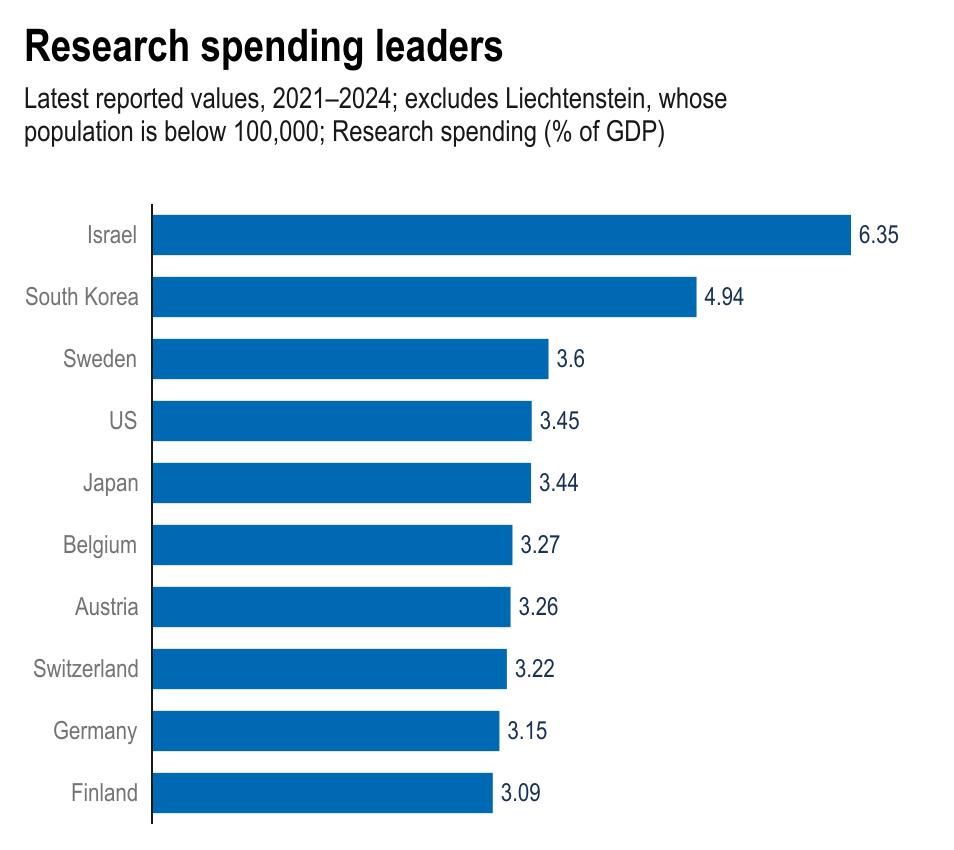 Research spending leaders
Latest reported values, 2021–2024; excludes Liechtenstein, whose
population is below 100,000; Research spending (% of GDP)
Israel 6.35
South Korea 4.94
Sweden 3.6
US 3.45
Japan 3.44
Belgium 3.27
Austria 3.26
Switzerland 3.22
Germany 3.15
Finland 3.09